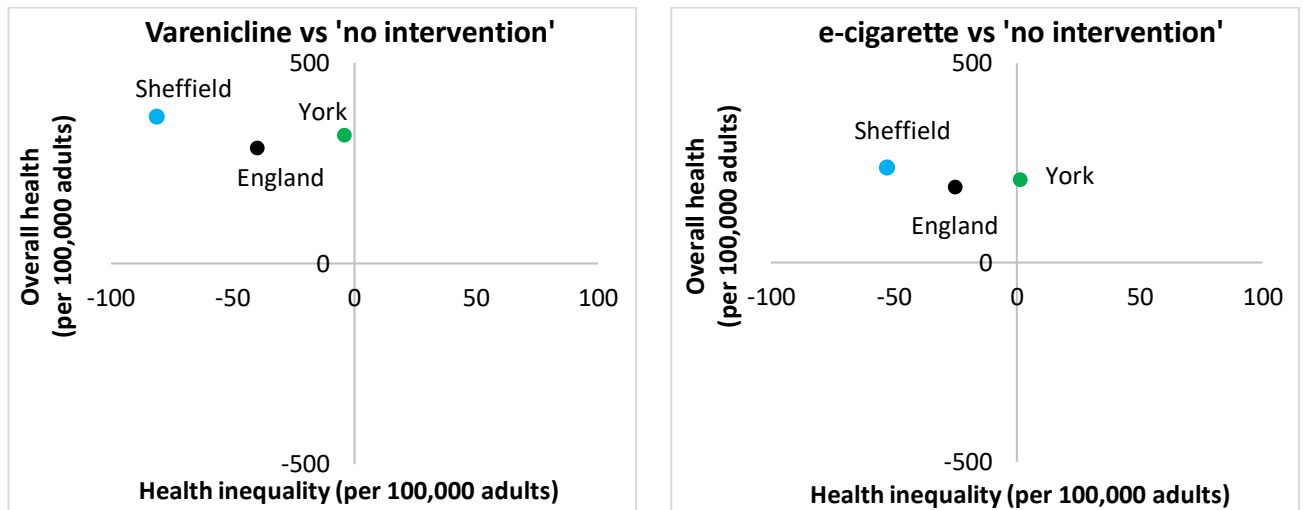 Varenicline vs 'no intervention'
500
Sheffield
York
England
0
-100
-50
0
50
100
-500
Overall health
(per 100,000 adults)
Health inequality (per 100,000 adults)
e-cigarette vs 'no intervention'
500
Sheffield
York
England
0
-100
-50
0
50
100
-500
Overall health
(per 100,000 adults)
Health inequality (per 100,000 adults)